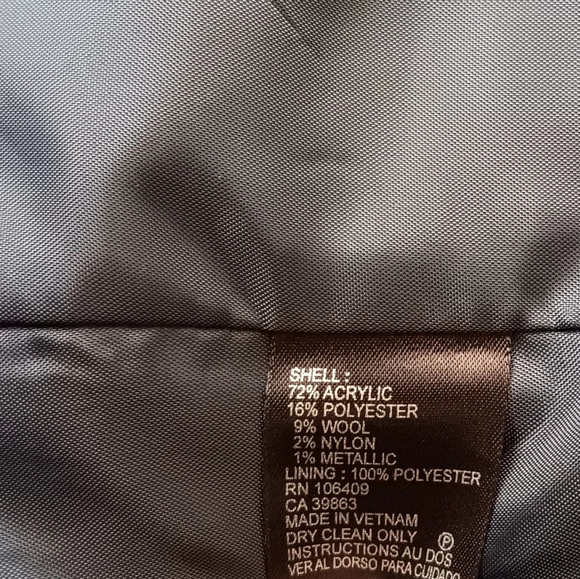 SHELL :
72% ACRYLIC
16% POLYESTER
9% WOOL
2% NYLON
1% METALLIC
LINING : 100% POLYESTER
RN 106409
CA 39863
MADE IN VETNAM
DRY CLEAN ONLY Ⓟ
INSTRUCTIONS AU DOS
VER AL DORSO PARA CUIDADO